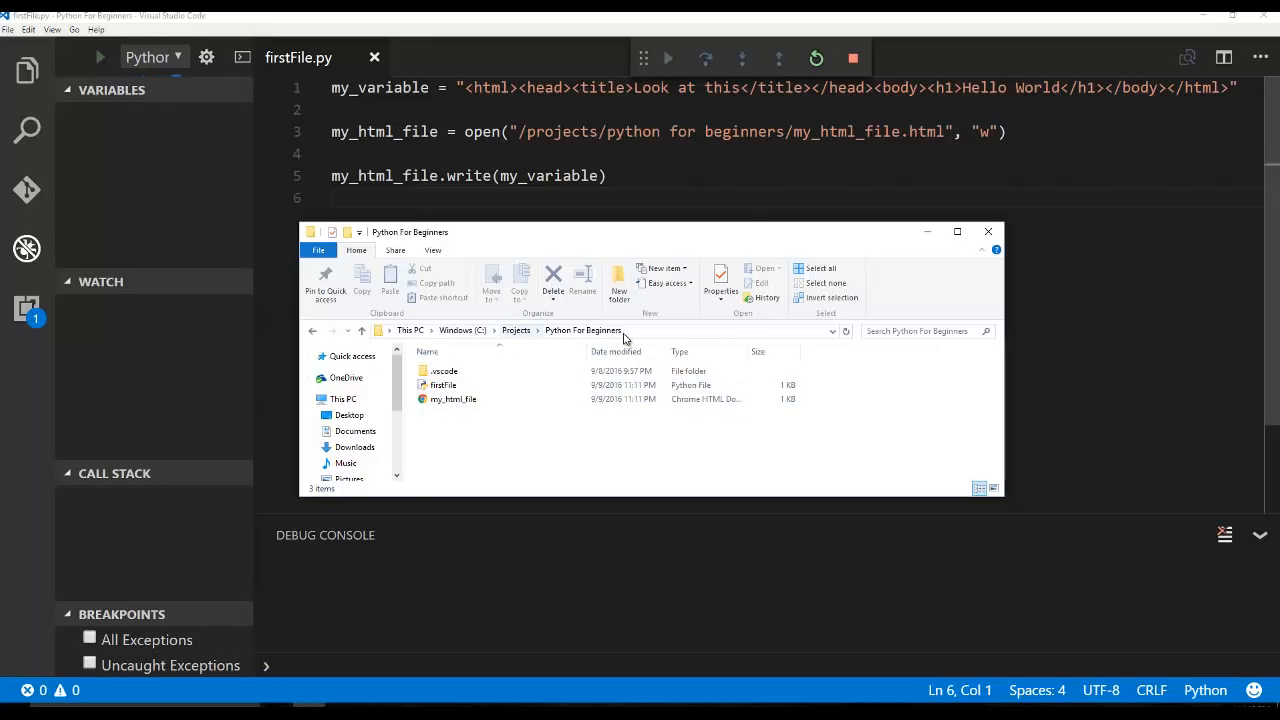 firstFile.py - Python For Beginners - Visual Studio Code
File Edit View Go Help
Python
firstFile.py
VARIABLES
WATCH
CALL STACK
BREAKPOINTS
All Exceptions
Uncaught Exceptions
1 my_variable = "<html><head><title>Look at this</title></head><body><h1>Hello World</h1></body></html>"
2
3 my_html_file = open("/projects/python for beginners/my_html_file.html", "w")
4
5 my_html_file.write(my_variable)
6
Python For Beginners
File Home Share View
Pin to Quick access
Copy
Paste
Cut
Copy path
Paste shortcut
Clipboard
Move to
Copy to
Delete
Rename
Organize
New folder
New item
Easy access
New
Properties
Open
Edit
History
Open
Select all
Select none
Invert selection
Select
This PC Windows (C:) Projects Python For Beginners
Search Python For Beginners
Quick access
OneDrive
This PC
Desktop
Documents
Downloads
Music
Pictures
Name Date modified Type Size
.vscode 9/8/2016 9:57 PM File folder
firstFile 9/9/2016 11:11 PM Python File 1 KB
my_html_file 9/9/2016 11:11 PM Chrome HTML Do... 1 KB
3 items
DEBUG CONSOLE
1
0 0
Ln 6, Col 1 Spaces: 4 UTF-8 CRLF Python